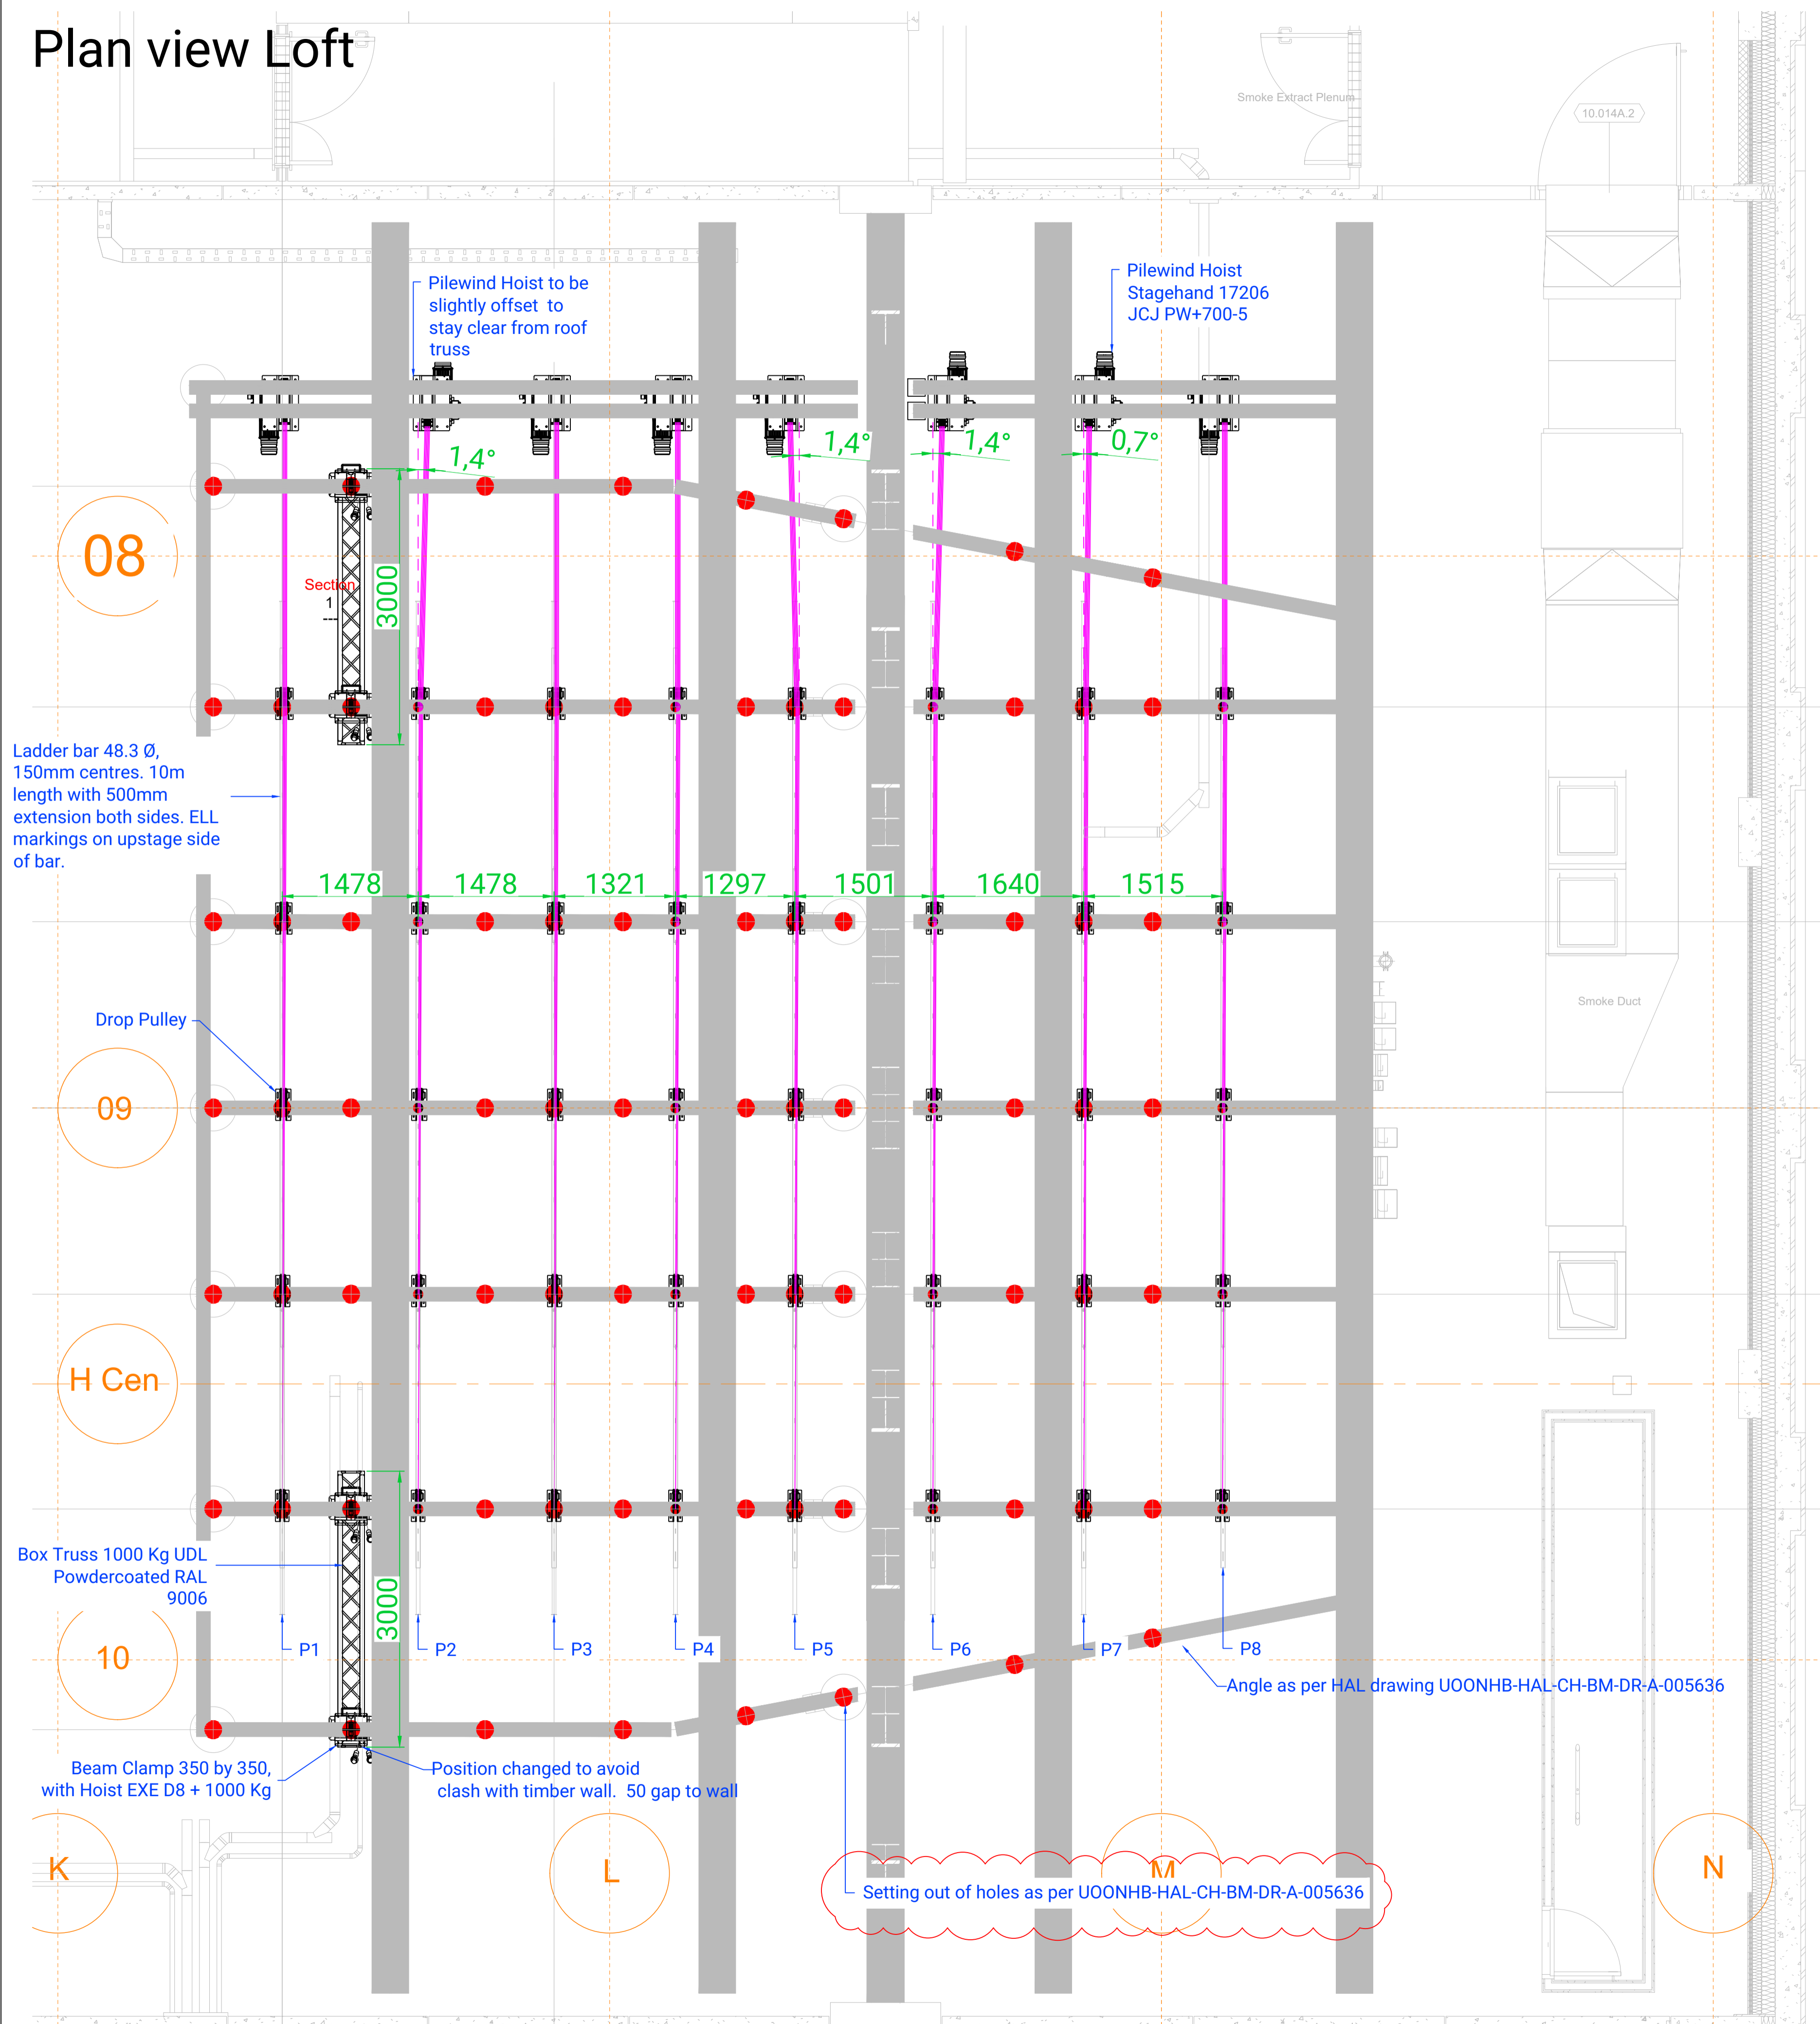 Plan view Loft
Smoke Extract Plenum
10.014A.2
Pilewind Hoist to be
slightly offset to
stay clear from roof
truss
Pilewind Hoist
Stagehand 17206
JCJ PW+700-5
1,4°
1,4°
1,4°
0,7°
08
Section
1
3000
Ladder bar 48.3 Ø,
150mm centres. 10m
length with 500mm
extension both sides. ELL
markings on upstage side
of bar.
1478
1478
1321
1297
1501
1640
1515
Smoke Duct
Drop Pulley
09
H Cen
Box Truss 1000 Kg UDL
Powdercoated RAL
9006
3000
10
P1
P2
P3
P4
P5
P6
P7
P8
Angle as per HAL drawing UOONHB-HAL-CH-BM-DR-A-005636
Beam Clamp 350 by 350,
with Hoist EXE D8 + 1000 Kg
Position changed to avoid
clash with timber wall. 50 gap to wall
K
L
M
N
Setting out of holes as per UOONHB-HAL-CH-BM-DR-A-005636